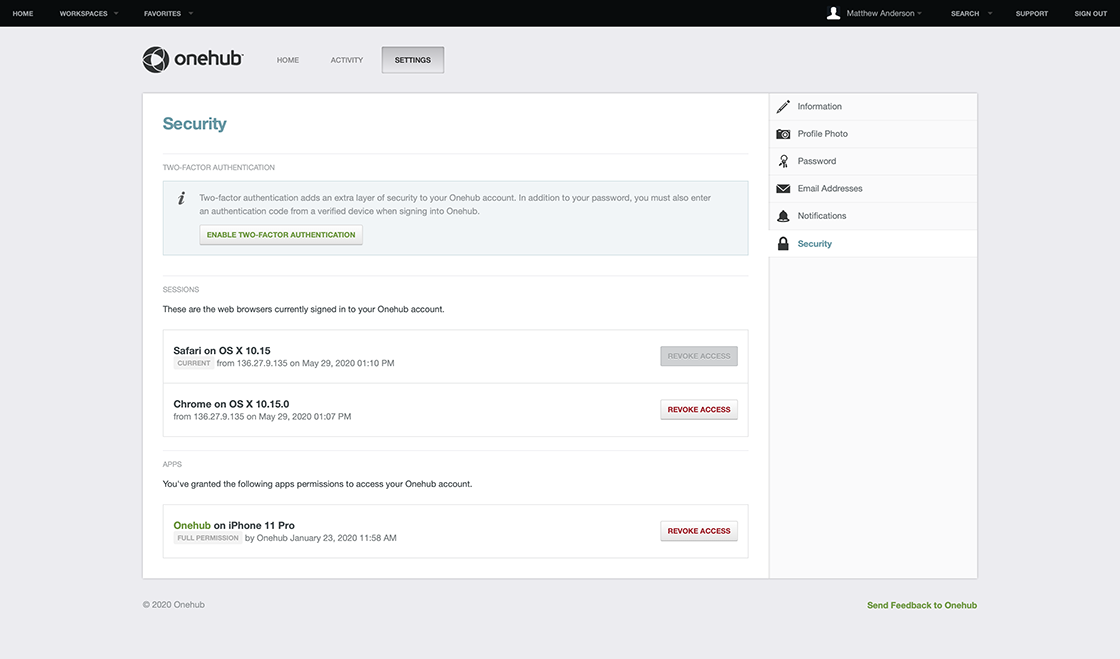 HOME WORKSPACES FAVORITES Matthew Anderson SEARCH SUPPORT SIGN OUT
onehub HOME ACTIVITY SETTINGS
Security
TWO-FACTOR AUTHENTICATION
Two-factor authentication adds an extra layer of security to your Onehub account. In addition to your password, you must also enter
an authentication code from a verified device when signing into Onehub.
ENABLE TWO-FACTOR AUTHENTICATION
SESSIONS
These are the web browsers currently signed in to your Onehub account.
Safari on OS X 10.15
CURRENT from 136.27.9.135 on May 29, 2020 01:10 PM
REVOKE ACCESS
Chrome on OS X 10.15.0
from 136.27.9.135 on May 29, 2020 01:07 PM
REVOKE ACCESS
APPS
You've granted the following apps permissions to access your Onehub account.
Onehub on iPhone 11 Pro
FULL PERMISSION by Onehub January 23, 2020 11:58 AM
REVOKE ACCESS
Information
Profile Photo
Password
Email Addresses
Notifications
Security
© 2020 Onehub
Send Feedback to Onehub